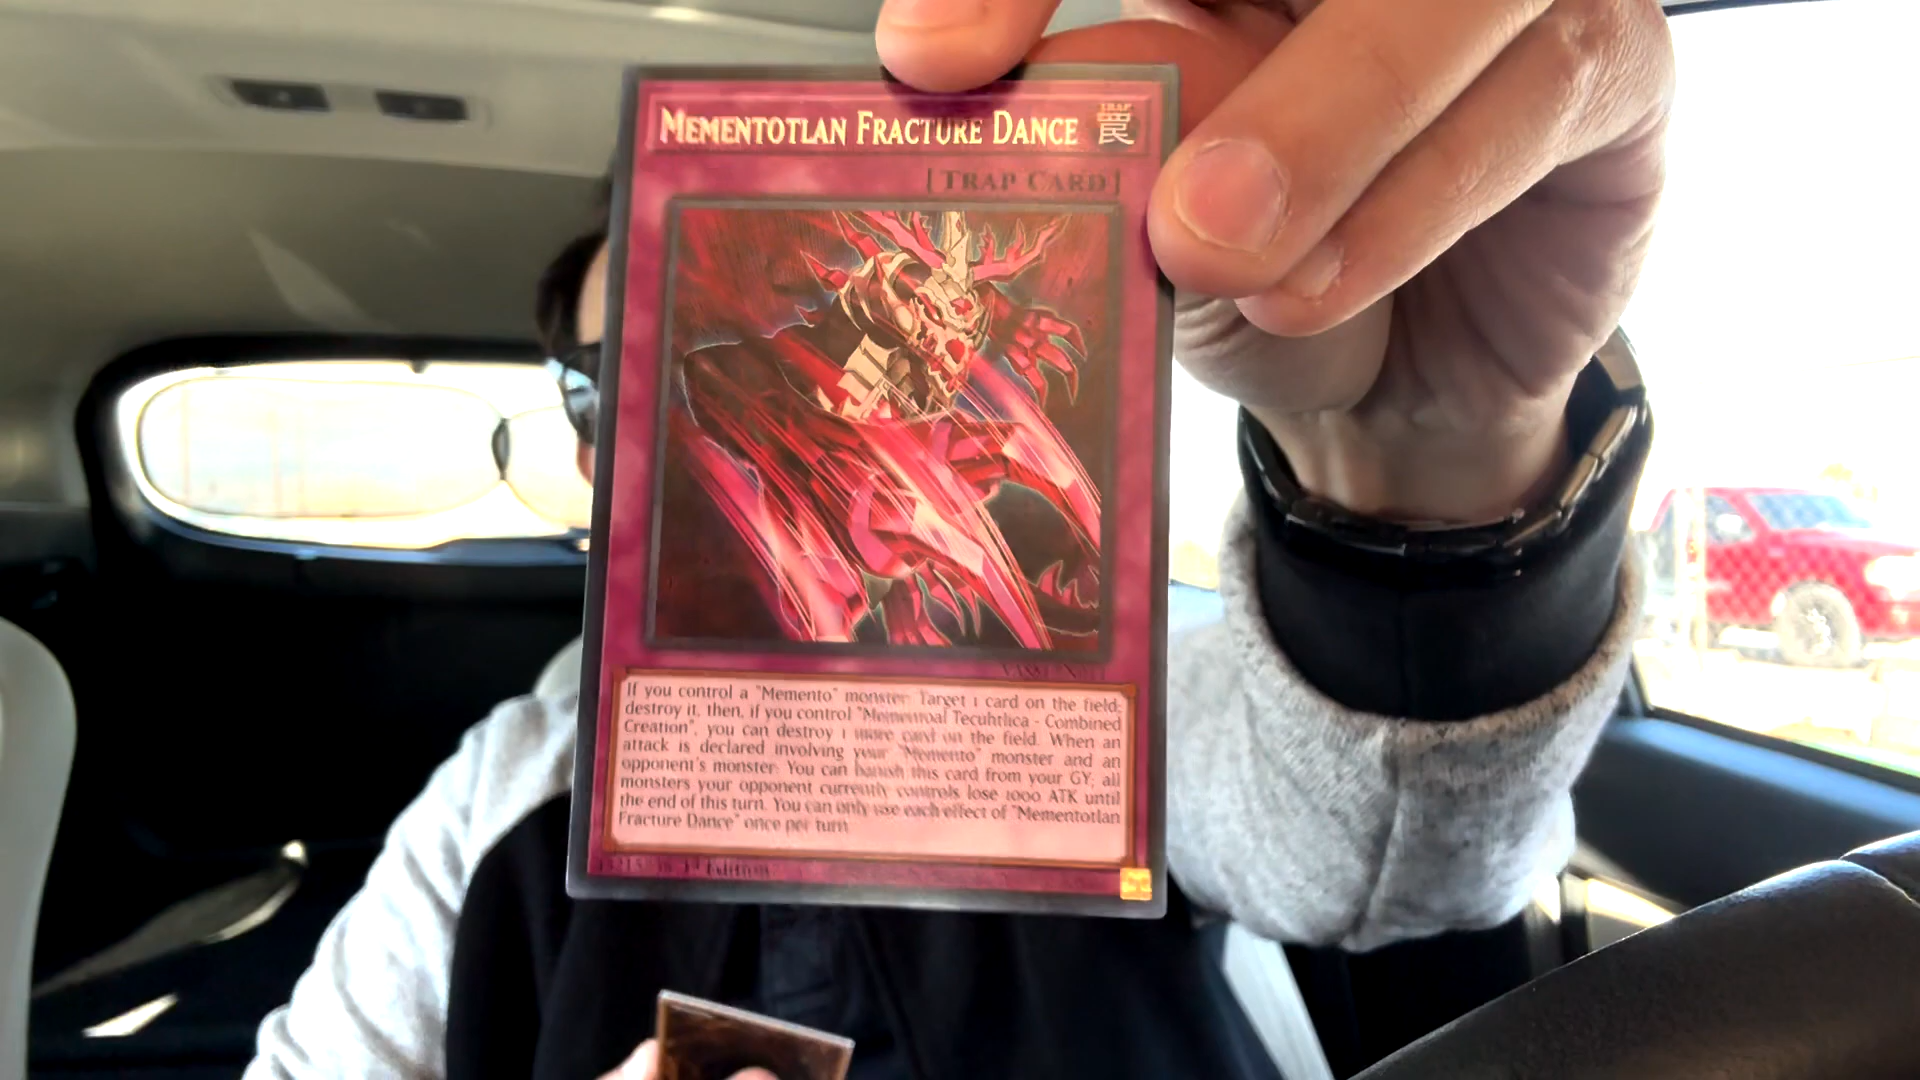 MEMENTOTLAN FRACTURE DANCE
TRAP
罠
[TRAP CARD]
If you control a "Memento" monster: Target 1 card on the field;
destroy it, then, if you control "Mementoal Tecuhtlica - Combined
Creation", you can destroy 1 more card on the field. When an
attack is declared involving your "Memento" monster and an
opponent's monster: You can banish this card from your GY; all
monsters your opponent currently controls lose 1000 ATK until
the end of this turn. You can only use each effect of "Mementotlan
Fracture Dance" once per turn.
1st Edition